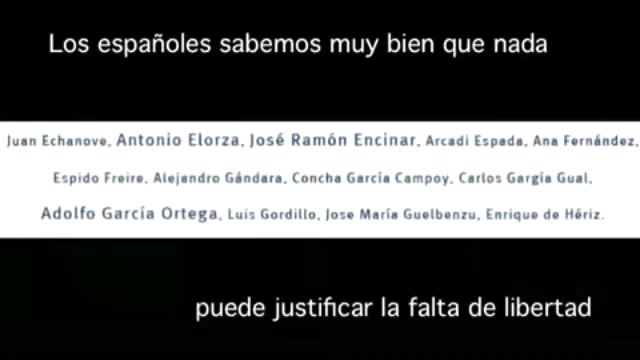 Los españoles sabemos muy bien que nada
Juan Echanove, Antonio Elorza, José Ramón Encinar, Arcadi Espada, Ana Fernández,
Espido Freire, Alejandro Gándara, Concha García Campoy, Carlos Gargía Gual,
Adolfo García Ortega, Luis Gordillo, Jose María Guelbenzu, Enrique de Hériz.
puede justificar la falta de libertad